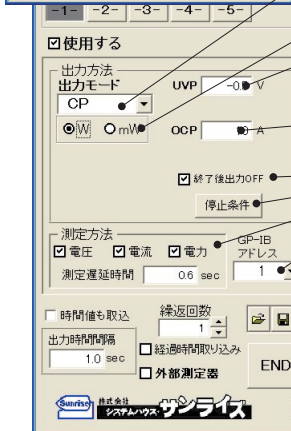 -1- -2- -3- -4- -5-
使用する
出力方法
出力モード
CP
UVP V
W mW
OCP A
終了後出力OFF
停止条件
測定方法
電圧 電流 電力
測定遅延時間 0.6 sec
GP-IB
アドレス
1
時間値も取込
繰返回数
1
出力時間間隔
1.0 sec
経過時間取り込み
外部測定器
END
Sunrise 株式会社 システムハウス サンライズ